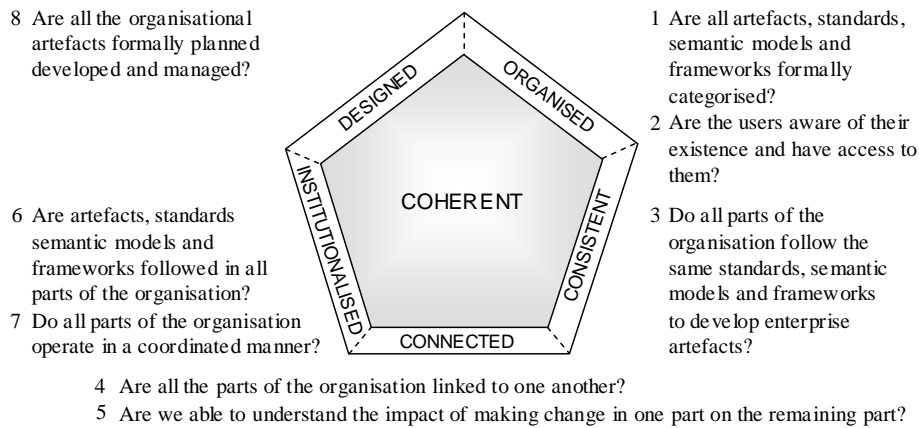 8 Are all the organisational
artefacts formally planned
developed and managed?
1 Are all artefacts, standards,
semantic models and
frameworks formally
categorised?
2 Are the users aware of their
existence and have access to
them?
DESIGNED
ORGANISED
COHERENT
INSTITUTIONALISED
CONSISTENT
CONNECTED
6 Are artefacts, standards
semantic models and
frameworks followed in all
parts of the organisation?
7 Do all parts of the organisation
operate in a coordinated manner?
3 Do all parts of the
organisation follow the
same standards, semantic
models and frameworks
to develop enterprise
artefacts?
4 Are all the parts of the organisation linked to one another?
5 Are we able to understand the impact of making change in one part on the remaining part?